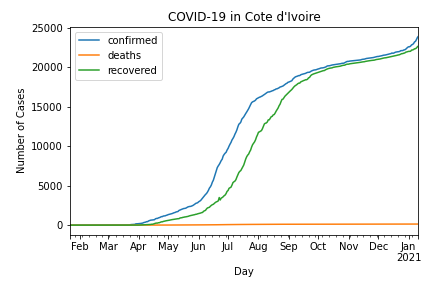 COVID-19 in Cote d'Ivoire
confirmed
deaths
recovered
Number of Cases
25000
20000
15000
10000
5000
0
Feb Mar Apr May Jun Jul Aug Sep Oct Nov Dec Jan
2021
Day